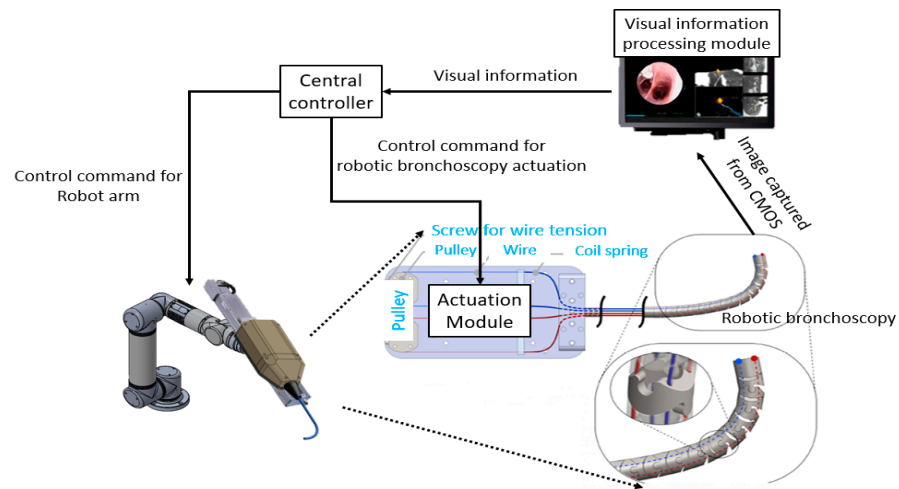 Visual information
processing module
Central
controller
Visual information
Control command for
robotic bronchoscopy actuation
Control command for
Robot arm
Image captured
from CMOS
Screw for wire tension
Pulley
Wire
Coil spring
Pulley
Actuation
Module
Robotic bronchoscopy